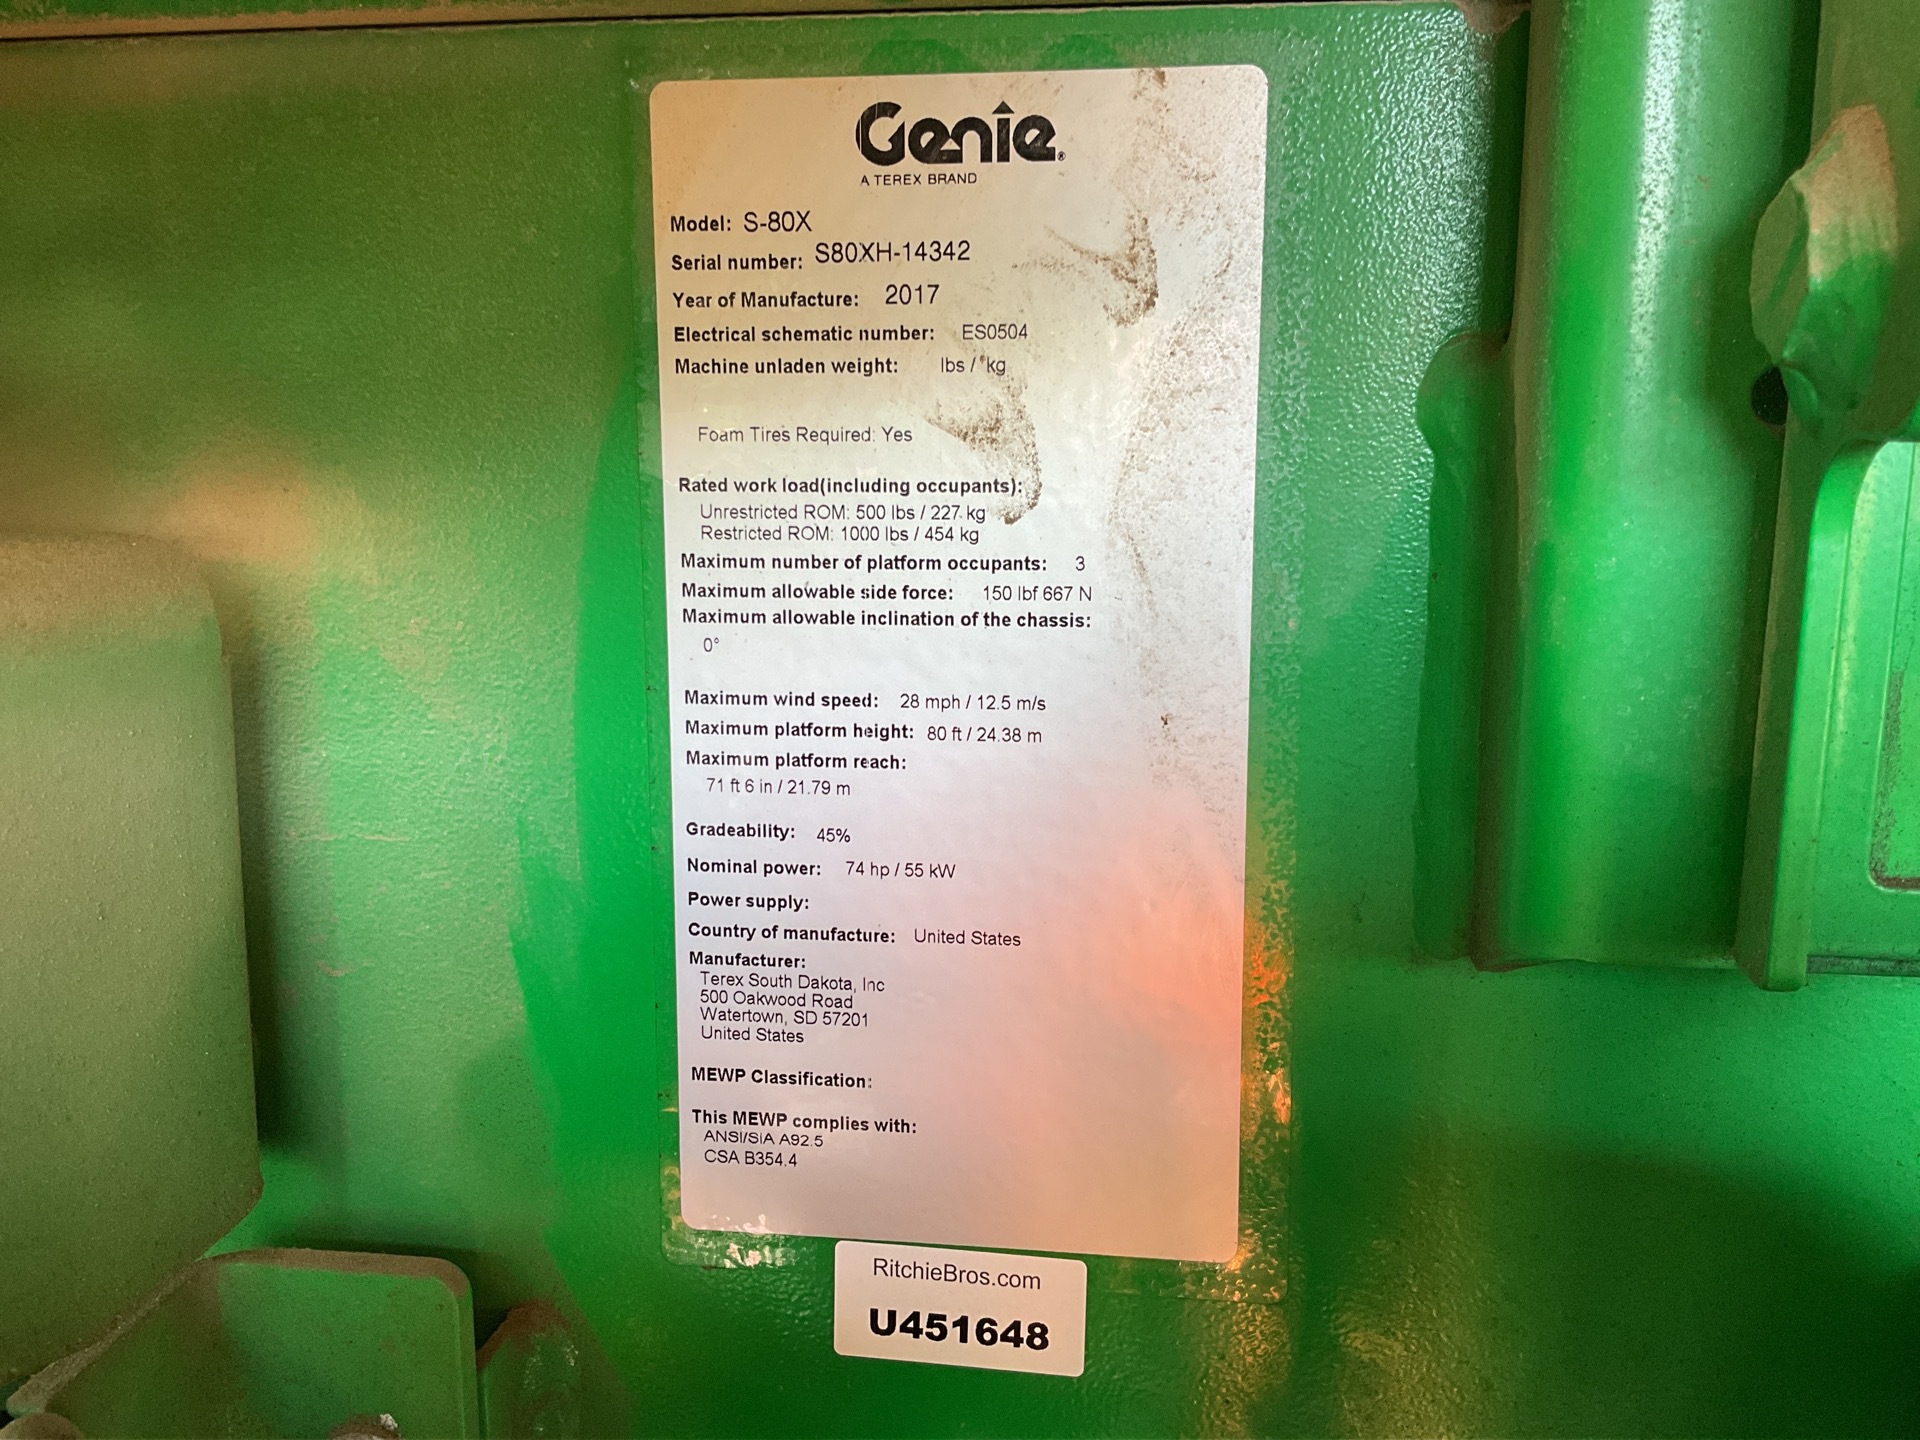 Genie®
A TEREX BRAND
Model: S-80X
Serial number: S80XH-14342
Year of Manufacture: 2017
Electrical schematic number: ES0504
Machine unladen weight: lbs / kg
Foam Tires Required: Yes
Rated work load(including occupants):
Unrestricted ROM: 500 lbs / 227 kg
Restricted ROM: 1000 lbs / 454 kg
Maximum number of platform occupants: 3
Maximum allowable side force: 150 lbf 667 N
Maximum allowable inclination of the chassis:
0°
Maximum wind speed: 28 mph / 12.5 m/s
Maximum platform height: 80 ft / 24.38 m
Maximum platform reach:
71 ft 6 in / 21.79 m
Gradeability: 45%
Nominal power: 74 hp / 55 kW
Power supply:
Country of manufacture: United States
Manufacturer:
Terex South Dakota, Inc
500 Oakwood Road
Watertown, SD 57201
United States
MEWP Classification:
This MEWP complies with:
ANSI/SIA A92.5
CSA B354.4
RitchieBros.com
U451648